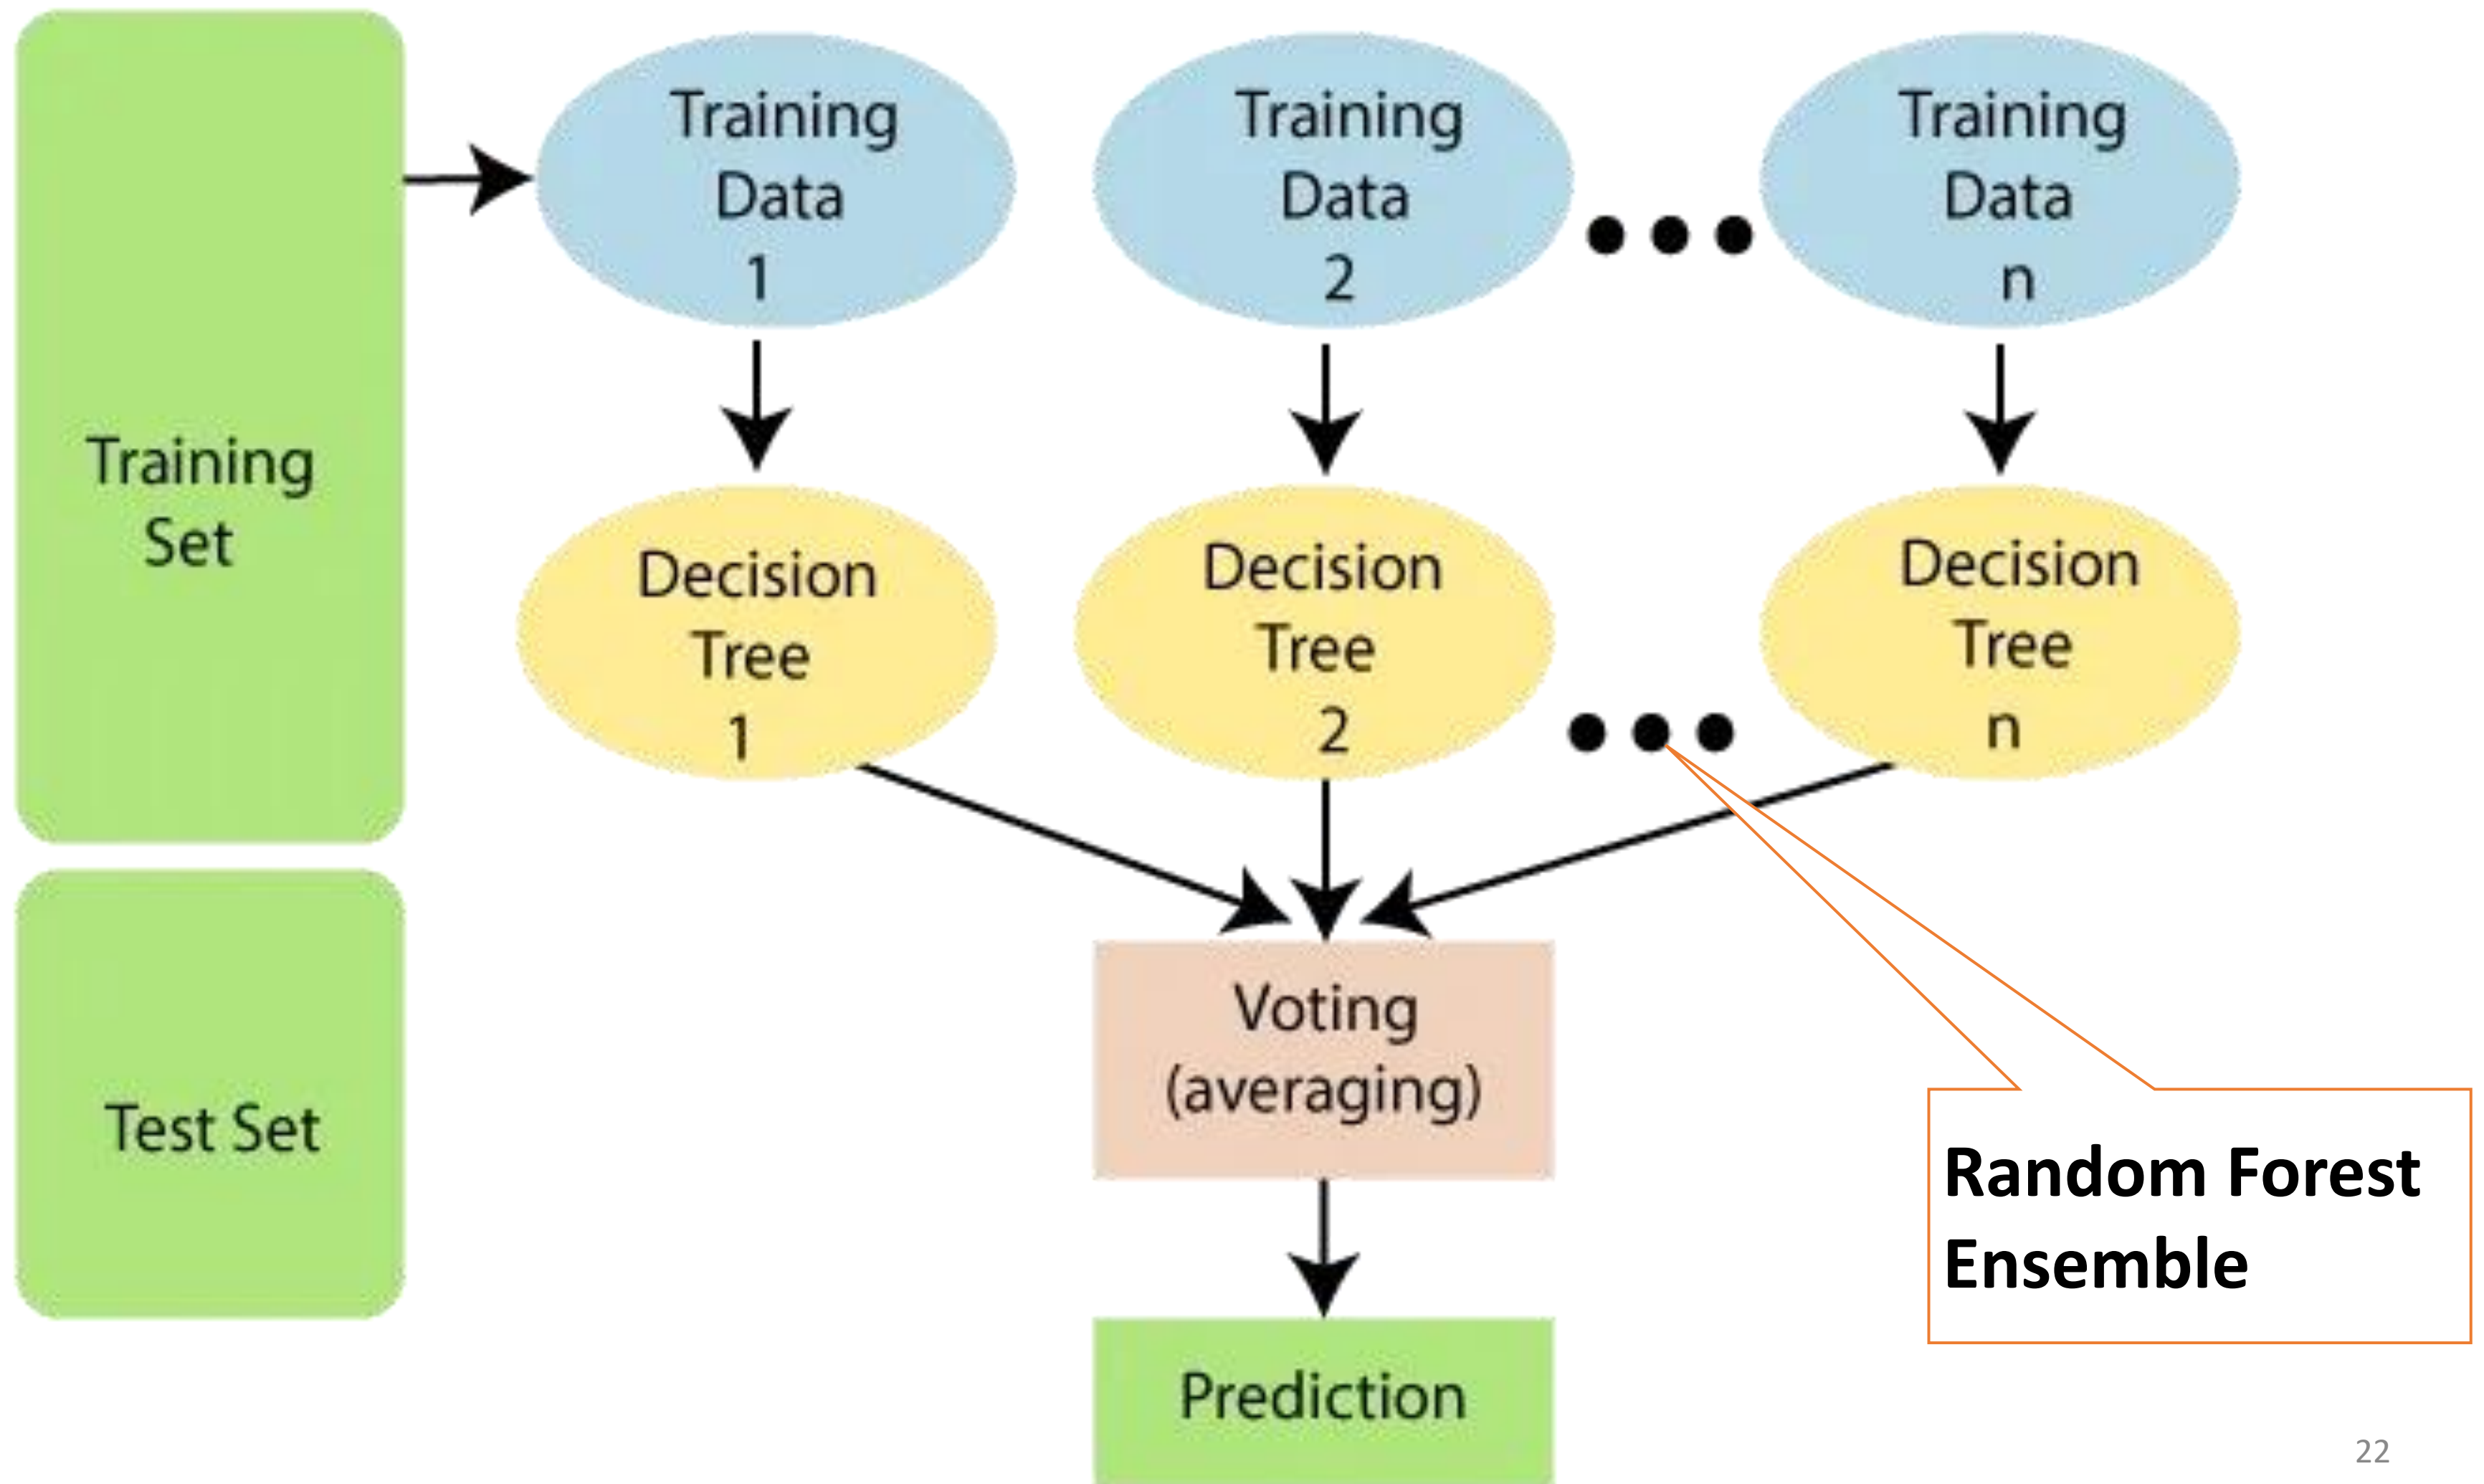 Training
Set
Training
Data
1
Training
Data
2
Training
Data
n
Decision
Tree
1
Decision
Tree
2
Decision
Tree
n
Test Set
Voting
(averaging)
Random Forest
Ensemble
Prediction
22